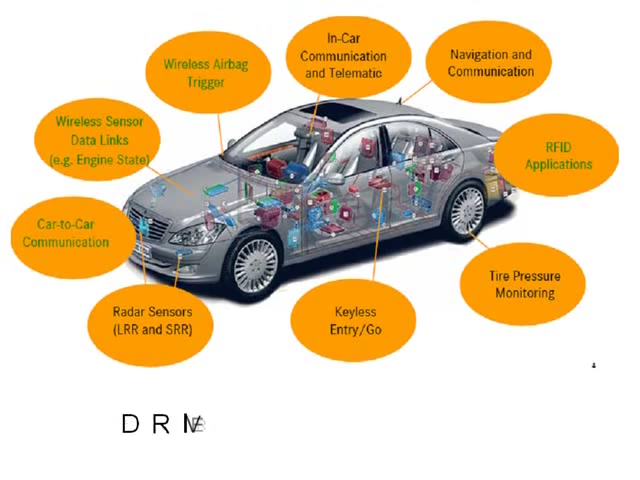 In-Car
Communication
and Telematic
Navigation and
Communication
Wireless Airbag
Trigger
Wireless Sensor
Data Links
(e.g. Engine State)
RFID
Applications
Car-to-Car
Communication
Tire Pressure
Monitoring
Radar Sensors
(LRR and SRR)
Keyless
Entry/Go
D R